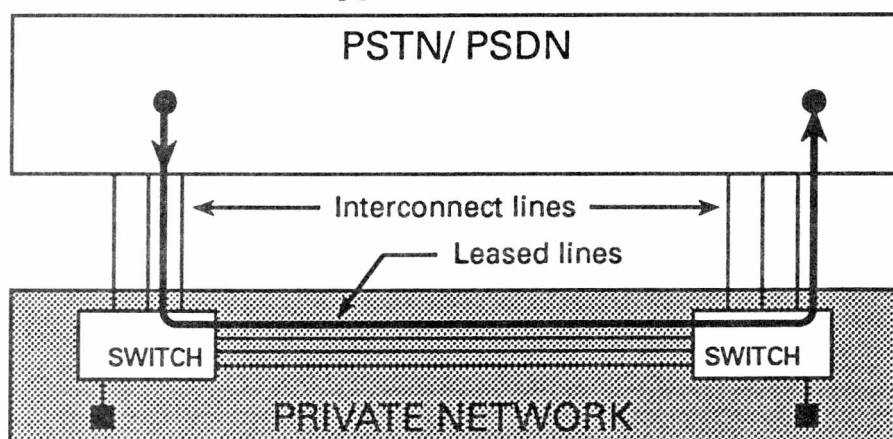 PSTN/ PSDN
Interconnect lines
Leased lines
SWITCH
SWITCH
PRIVATE NETWORK